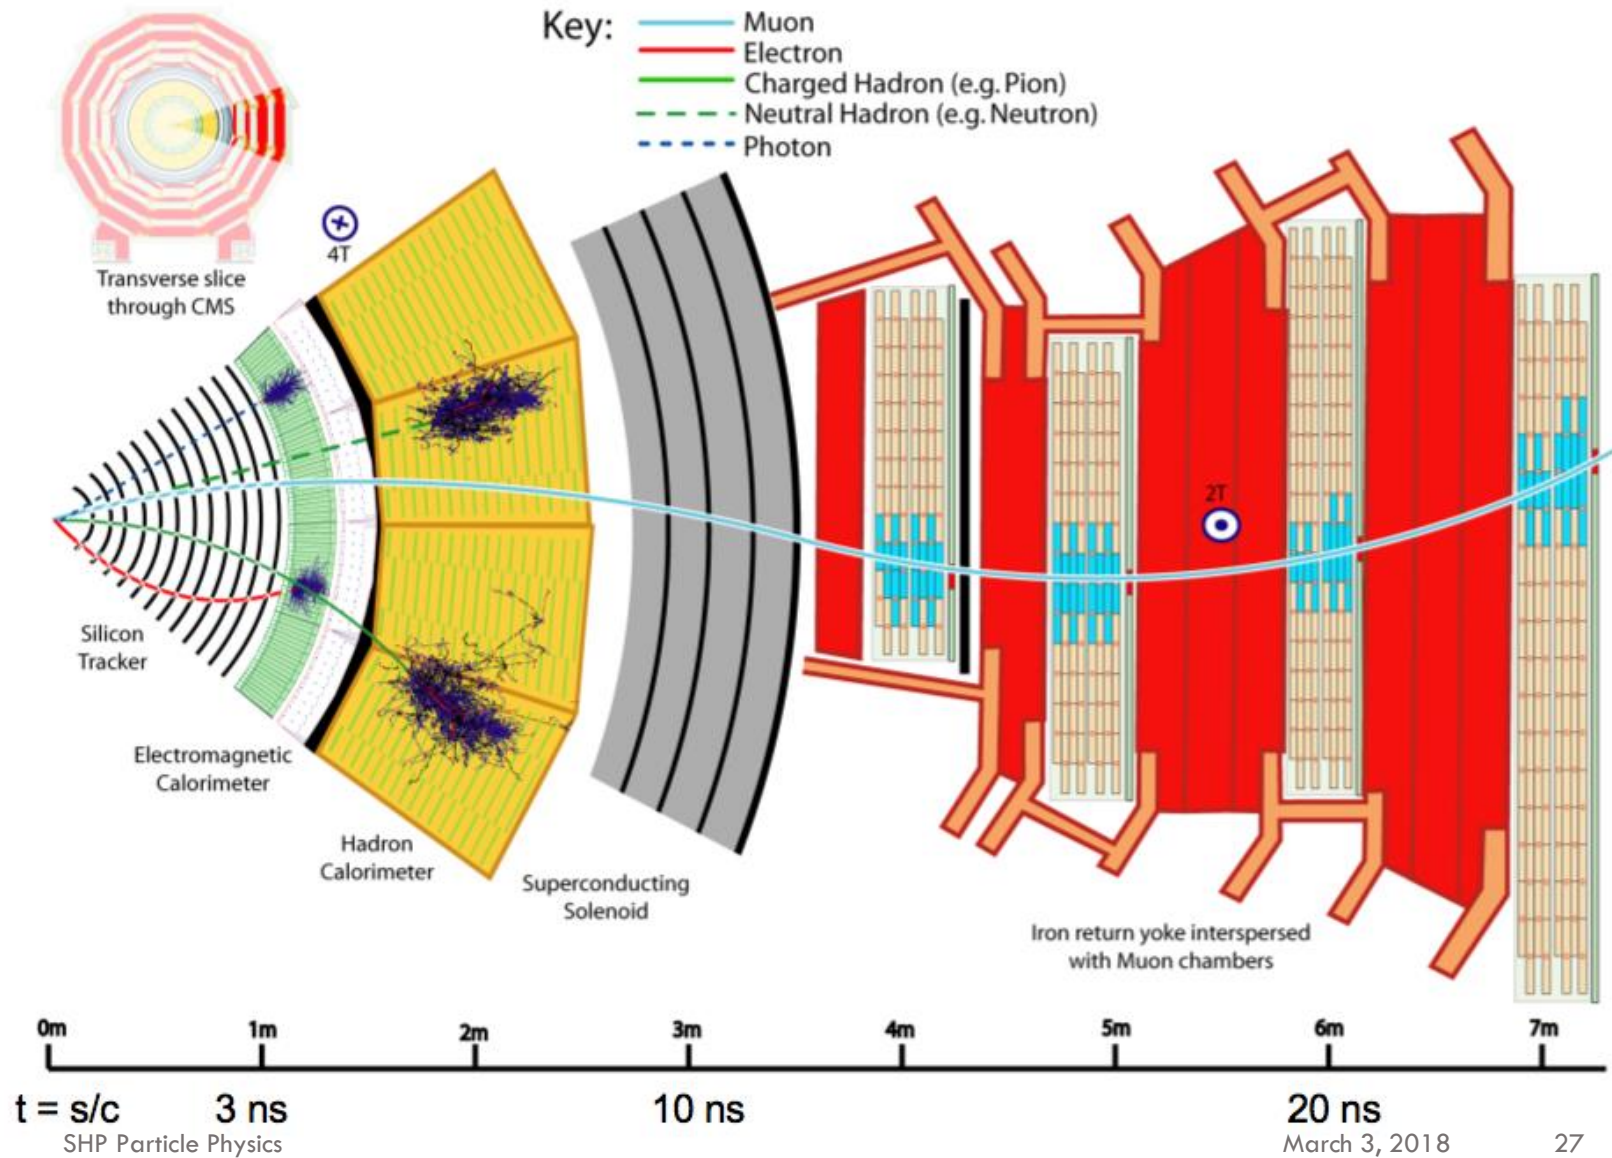 Key:
Muon
Electron
Charged Hadron (e.g. Pion)
Neutral Hadron (e.g. Neutron)
Photon
Transverse slice
through CMS
4T
2T
Silicon
Tracker
Electromagnetic
Calorimeter
Hadron
Calorimeter
Superconducting
Solenoid
Iron return yoke interspersed
with Muon chambers
0m 1m 2m 3m 4m 5m 6m 7m
t = s/c 3 ns 10 ns 20 ns
SHP Particle Physics March 3, 2018 27